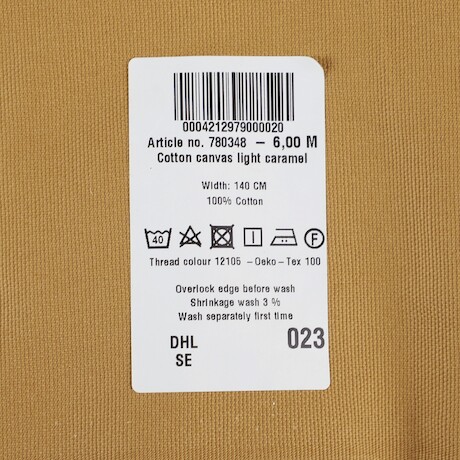 0004212979000020
Article no. 780348 – 6,00 M
Cotton canvas light caramel
Width: 140 CM
100% Cotton
40 F
Thread colour 12106 – Oeko – Tex 100
Overlock edge before wash
Shrinkage wash 3 %
Wash separately first time
DHL 023
SE